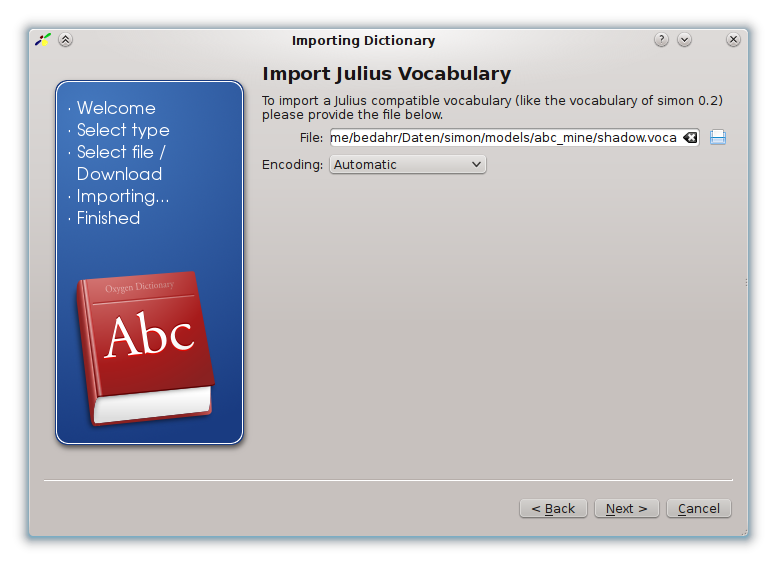 Importing Dictionary
· Welcome
· Select type
· Select file /
Download
· Importing...
· Finished
Oxygen Dictionary
Abc
Import Julius Vocabulary
To import a Julius compatible vocabulary (like the vocabulary of simon 0.2)
please provide the file below.
File: me/bedahr/Daten/simon/models/abc_mine/shadow.voca
Encoding: Automatic
< Back Next > Cancel